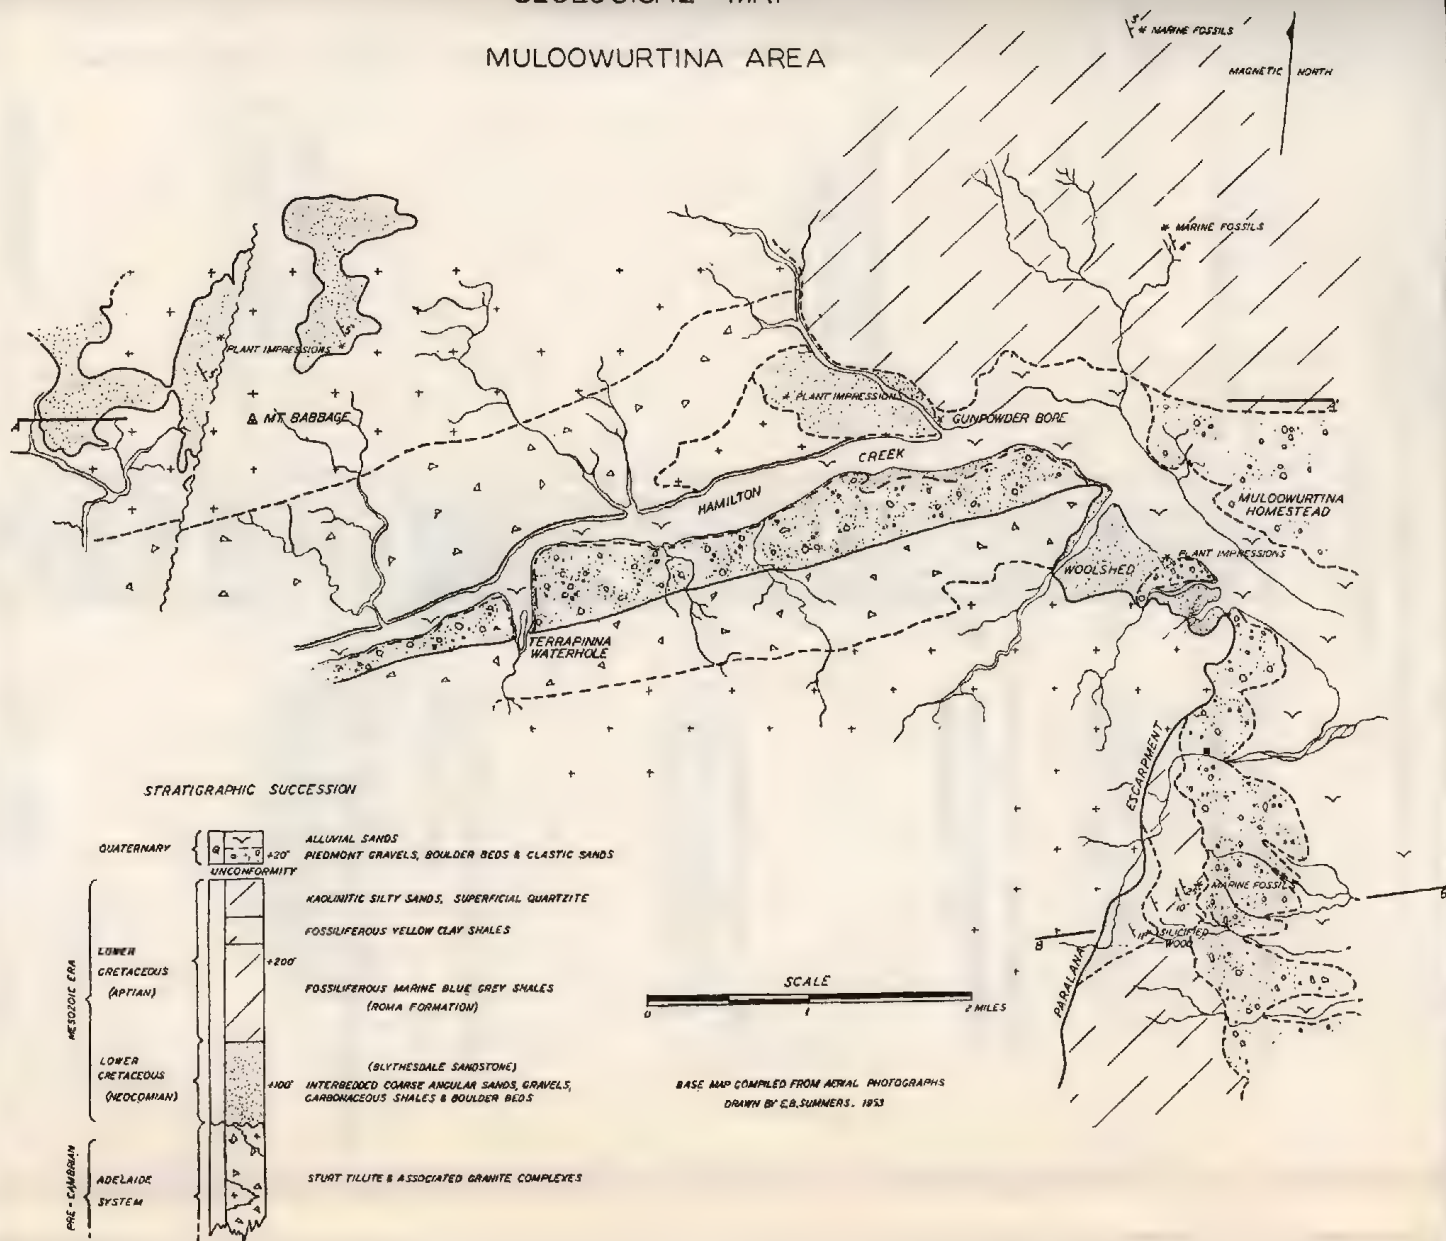 GEOLOGICAL MAP
MULOOWURTINA AREA
5° * MARINE FOSSILS
MAGNETIC NORTH
* MARINE FOSSILS
PLANT IMPRESSIONS
MT. BABBAGE
PLANT IMPRESSIONS
GUNPOWDER BORE
HAMILTON CREEK
MULOOWURTINA
HOMESTEAD
PLANT IMPRESSIONS
WOOLSHED
TERRAPINNA
WATERHOLE
PARALANA ESCARPMENT
MARINE FOSSILS
10°
SILICIFIED
WOOD
B
STRATIGRAPHIC SUCCESSION
QUATERNARY
Q
+20'
ALLUVIAL SANDS
PIEDMONT GRAVELS, BOULDER BEDS & CLASTIC SANDS
UNCONFORMITY
MESOZOIC ERA
LOWER
CRETACEOUS
(APTIAN)
+200'
KAOLINITIC SILTY SANDS, SUPERFICIAL QUARTZITE
FOSSILIFEROUS YELLOW CLAY SHALES
FOSSILIFEROUS MARINE BLUE GREY SHALES
(ROMA FORMATION)
LOWER
CRETACEOUS
(NEOCOMIAN)
+100'
(BLYTHESDALE SANDSTONE)
INTERBEDDED COARSE ANGULAR SANDS, GRAVELS,
CARBONACEOUS SHALES & BOULDER BEDS
PRE-CAMBRIAN
ADELAIDE
SYSTEM
STURT TILLITE & ASSOCIATED GRANITE COMPLEXES
SCALE
0 1 2 MILES
BASE MAP COMPILED FROM AERIAL PHOTOGRAPHS
DRAWN BY E.B. SUMMERS. 1953